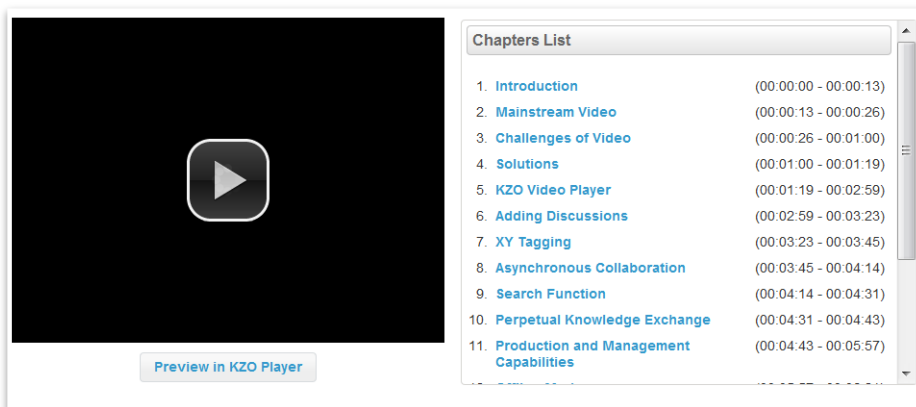 Chapters List
1. Introduction (00:00:00 - 00:00:13)
2. Mainstream Video (00:00:13 - 00:00:26)
3. Challenges of Video (00:00:26 - 00:01:00)
4. Solutions (00:01:00 - 00:01:19)
5. KZO Video Player (00:01:19 - 00:02:59)
6. Adding Discussions (00:02:59 - 00:03:23)
7. XY Tagging (00:03:23 - 00:03:45)
8. Asynchronous Collaboration (00:03:45 - 00:04:14)
9. Search Function (00:04:14 - 00:04:31)
10. Perpetual Knowledge Exchange (00:04:31 - 00:04:43)
11. Production and Management (00:04:43 - 00:05:57)
Capabilities
Preview in KZO Player